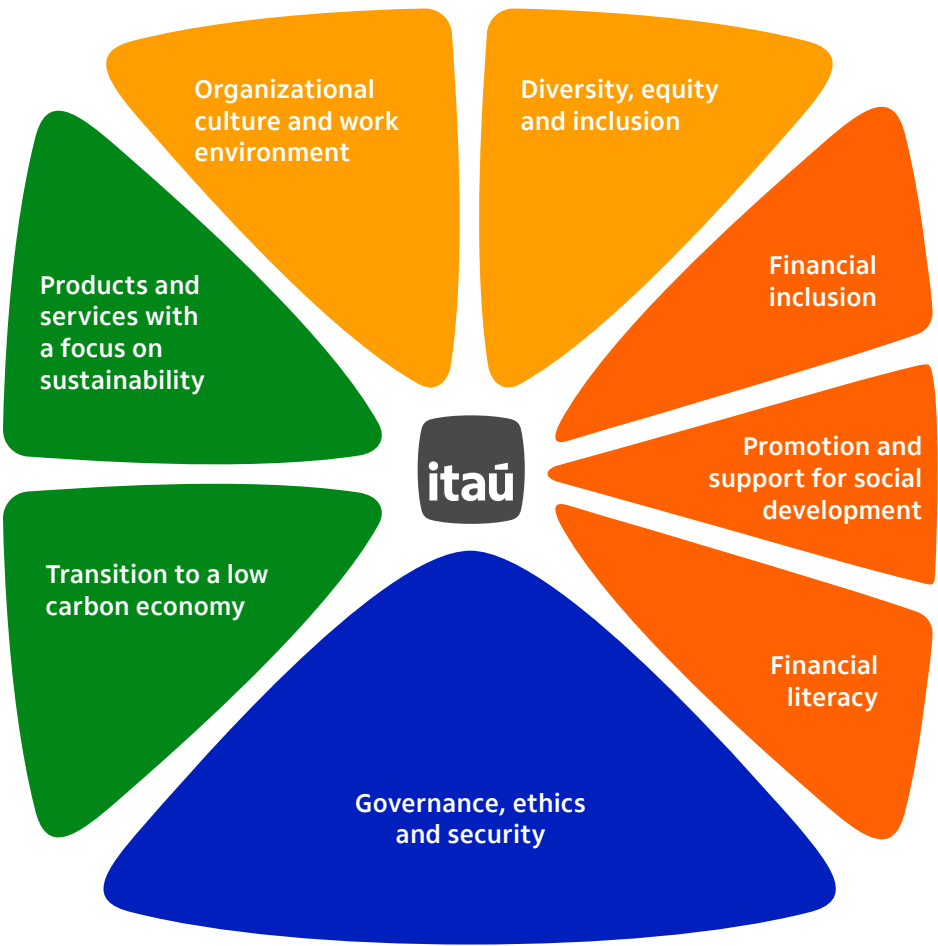 Organizational
culture and work
environment
Diversity, equity
and inclusion
Financial
inclusion
Products and
services with
a focus on
sustainability
Promotion and
support for social
development
itaú
Transition to a low
carbon economy
Financial
literacy
Governance, ethics
and security